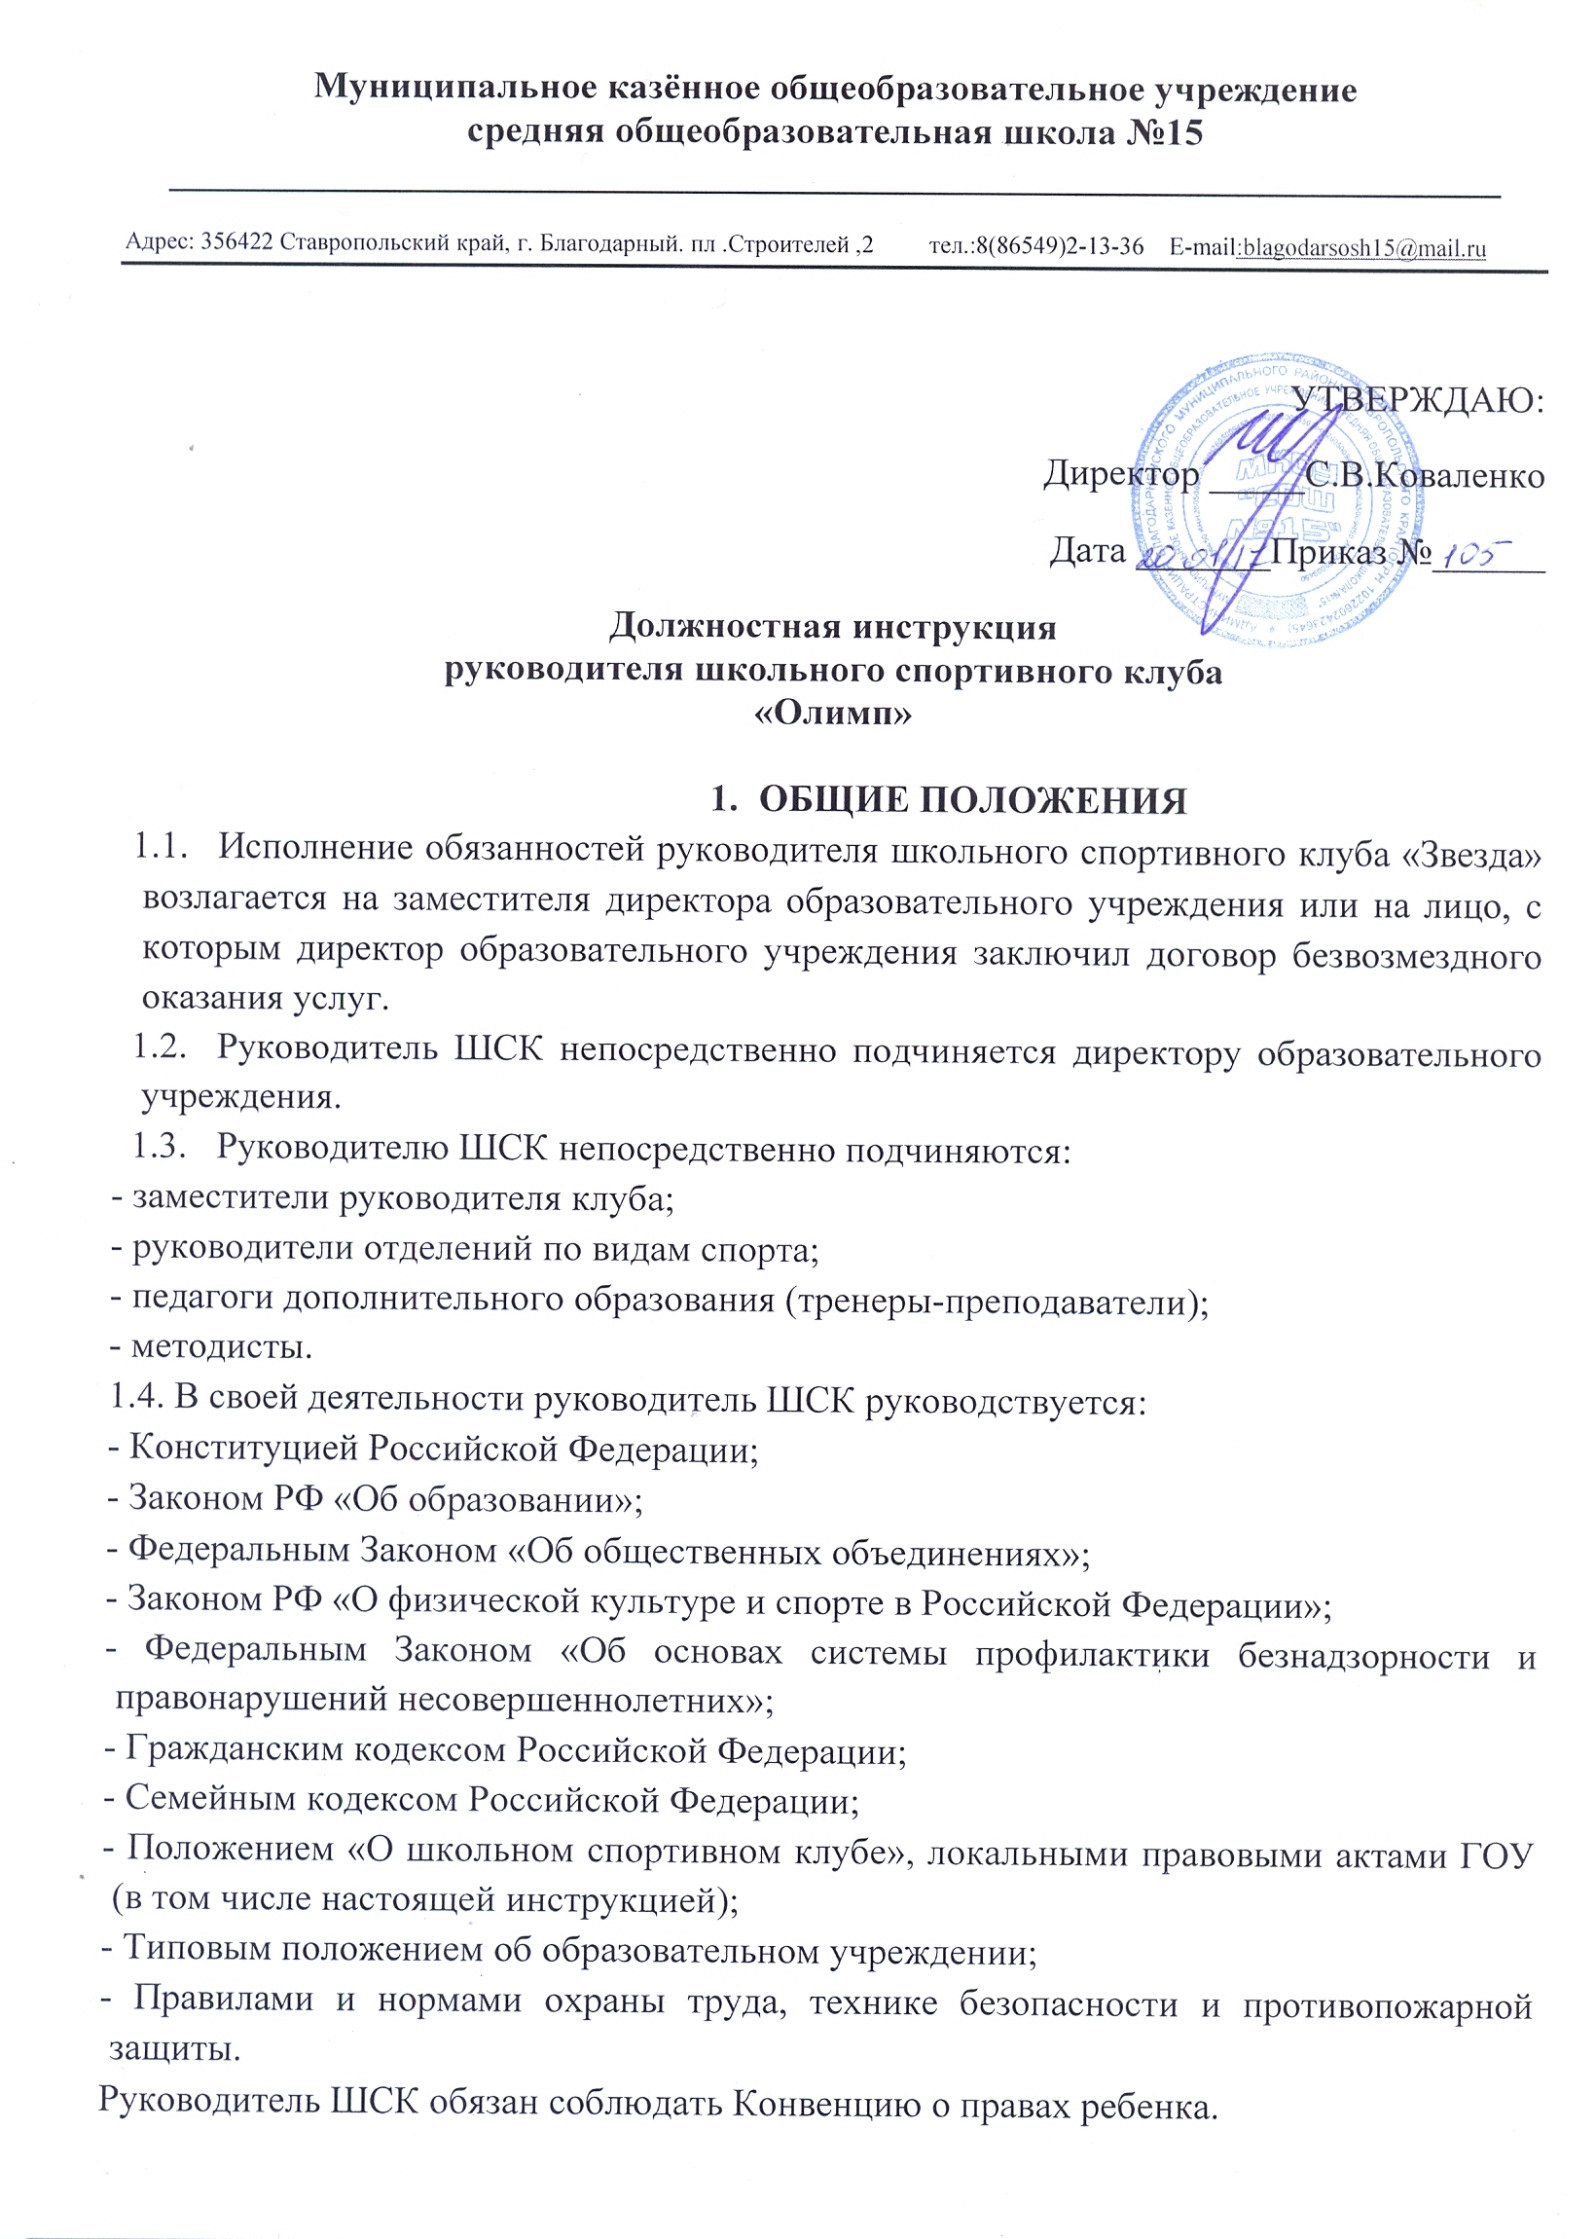 Муниципальное казённое общеобразовательное учреждение
средняя общеобразовательная школа №15
Адрес: 356422 Ставропольский край, г. Благодарный. пл .Строителей ,2 тел.:8(86549)2-13-36 E-mail:blagodarsosh15@mail.ru
УТВЕРЖДАЮ:
Директор _____С.В.Коваленко
Дата 20.01.17 Приказ № 105
МКОУ
"СОШ
№15"
Должностная инструкция
руководителя школьного спортивного клуба
«Олимп»
1. ОБЩИЕ ПОЛОЖЕНИЯ
1.1. Исполнение обязанностей руководителя школьного спортивного клуба «Звезда»
возлагается на заместителя директора образовательного учреждения или на лицо, с
которым директор образовательного учреждения заключил договор безвозмездного
оказания услуг.
1.2. Руководитель ШСК непосредственно подчиняется директору образовательного
учреждения.
1.3. Руководителю ШСК непосредственно подчиняются:
- заместители руководителя клуба;
- руководители отделений по видам спорта;
- педагоги дополнительного образования (тренеры-преподаватели);
- методисты.
1.4. В своей деятельности руководитель ШСК руководствуется:
- Конституцией Российской Федерации;
- Законом РФ «Об образовании»;
- Федеральным Законом «Об общественных объединениях»;
- Законом РФ «О физической культуре и спорте в Российской Федерации»;
- Федеральным Законом «Об основах системы профилактики безнадзорности и
правонарушений несовершеннолетних»;
- Гражданским кодексом Российской Федерации;
- Семейным кодексом Российской Федерации;
- Положением «О школьном спортивном клубе», локальными правовыми актами ГОУ
(в том числе настоящей инструкцией);
- Типовым положением об образовательном учреждении;
- Правилами и нормами охраны труда, технике безопасности и противопожарной
защиты.
Руководитель ШСК обязан соблюдать Конвенцию о правах ребенка.